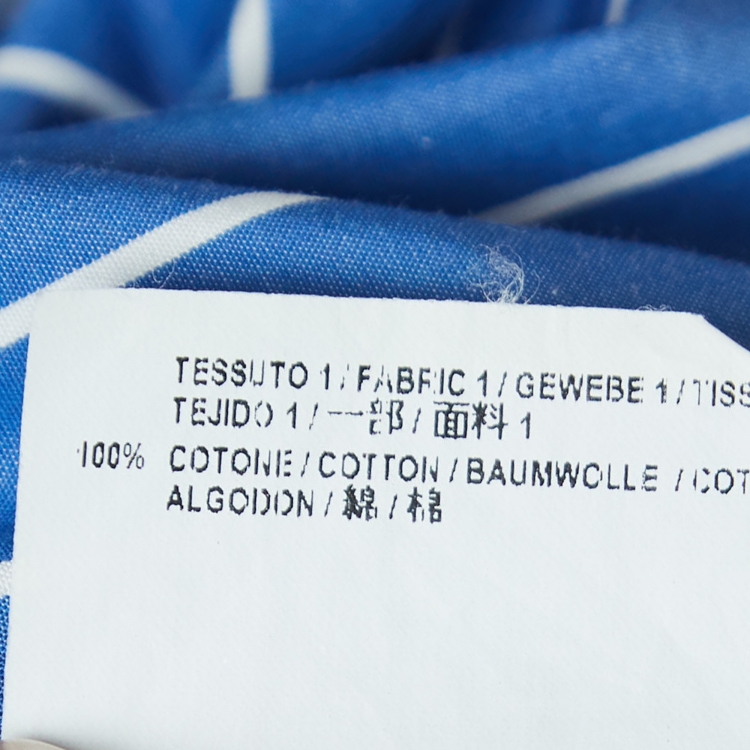 TESSUTO 1 / FABRIC 1 / GEWEBE 1 / TISS
TEJIDO 1 / 一部 / 面料 1
100% COTONE / COTTON / BAUMWOLLE / COT
ALGODON / 綿 / 棉